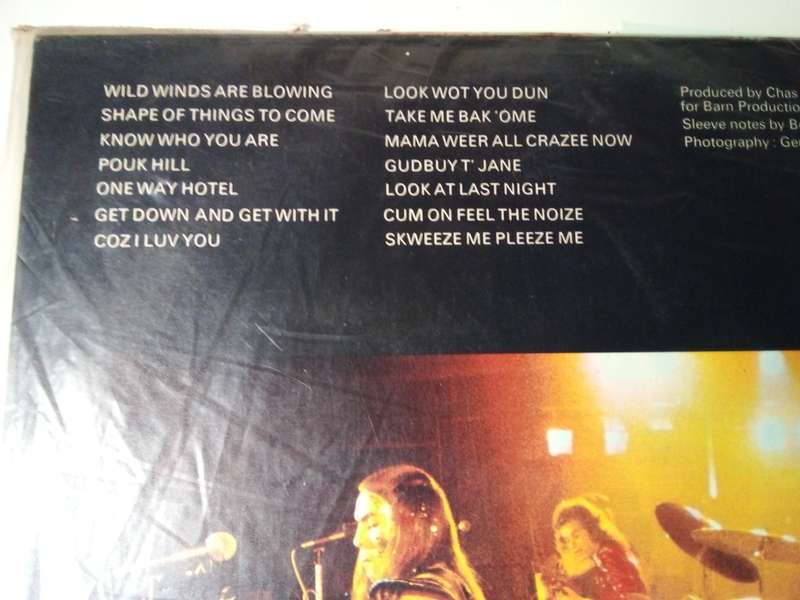 WILD WINDS ARE BLOWING
SHAPE OF THINGS TO COME
KNOW WHO YOU ARE
POUK HILL
ONE WAY HOTEL
GET DOWN AND GET WITH IT
COZ I LUV YOU
LOOK WOT YOU DUN
TAKE ME BAK 'OME
MAMA WEER ALL CRAZEE NOW
GUDBUY T' JANE
LOOK AT LAST NIGHT
CUM ON FEEL THE NOIZE
SKWEEZE ME PLEEZE ME
Produced by Chas
for Barn Production
Sleeve notes by
Photography :